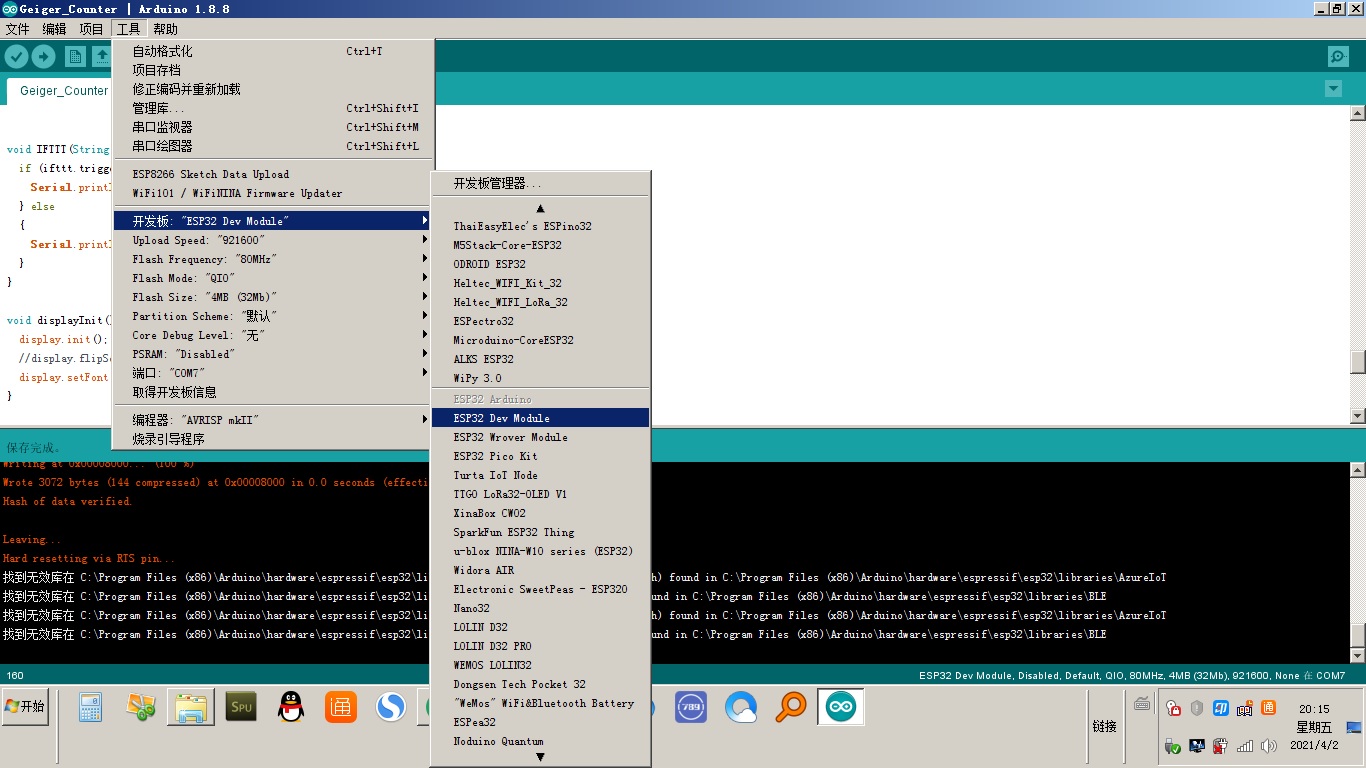 Geiger_Counter | Arduino 1.8.8
文件 编辑 项目 工具 帮助
Geiger_Counter
自动格式化 Ctrl+T
项目存档
修正编码并重新加载
管理库... Ctrl+Shift+I
串口监视器 Ctrl+Shift+M
串口绘图器 Ctrl+Shift+L
ESP8266 Sketch Data Upload
WiFi101 / WiFiNINA Firmware Updater
开发板: "ESP32 Dev Module"
Upload Speed: "921600"
Flash Frequency: "80MHz"
Flash Mode: "QIO"
Flash Size: "4MB (32Mb)"
Partition Scheme: "默认"
Core Debug Level: "无"
PSRAM: "Disabled"
端口: "COM7"
取得开发板信息
编程器: "AVRISP mkII"
烧录引导程序
开发板管理器...
ThaiEasyElec's ESPino32
M5Stack-Core-ESP32
ODROID ESP32
Heltec_WIFI_Kit_32
Heltec_WIFI_LoRa_32
ESPectro32
Microduino-CoreESP32
ALKS ESP32
WiPy 3.0
ESP32 Arduino
ESP32 Dev Module
ESP32 Wrover Module
ESP32 Pico Kit
Turta IoT Node
TTGO LoRa32-OLED V1
XinaBox CW02
SparkFun ESP32 Thing
u-blox NINA-W10 series (ESP32)
Widora AIR
Electronic SweetPeas - ESP320
Nano32
LOLIN D32
LOLIN D32 PRO
WEMOS LOLIN32
Dongsen Tech Pocket 32
"WeMos" WiFi&Bluetooth Battery
ESPea32
Noduino Quantum
void IFTTT(String
if (ifttt.trigge
Serial.printl
} else
{
Serial.printl
}
}
void displayInit(
display.init();
//display.flipSc
display.setFont
}
保存完成。
Writing at 0x00008000... (100 %)
Wrote 3072 bytes (144 compressed) at 0x00008000 in 0.0 seconds (effecti
Hash of data verified.
Leaving...
Hard resetting via RTS pin...
找到无效库在 C:\Program Files (x86)\Arduino\hardware\espressif\esp32\li h) found in C:\Program Files (x86)\Arduino\hardware\espressif\esp32\libraries\AzureIoT
找到无效库在 C:\Program Files (x86)\Arduino\hardware\espressif\esp32\li und in C:\Program Files (x86)\Arduino\hardware\espressif\esp32\libraries\BLE
找到无效库在 C:\Program Files (x86)\Arduino\hardware\espressif\esp32\li h) found in C:\Program Files (x86)\Arduino\hardware\espressif\esp32\libraries\AzureIoT
找到无效库在 C:\Program Files (x86)\Arduino\hardware\espressif\esp32\li und in C:\Program Files (x86)\Arduino\hardware\espressif\esp32\libraries\BLE
160 ESP32 Dev Module, Disabled, Default, QIO, 80MHz, 4MB (32Mb), 921600, None 在 COM7
开始
SPU
789
链接
20:15
星期五
2021/4/2